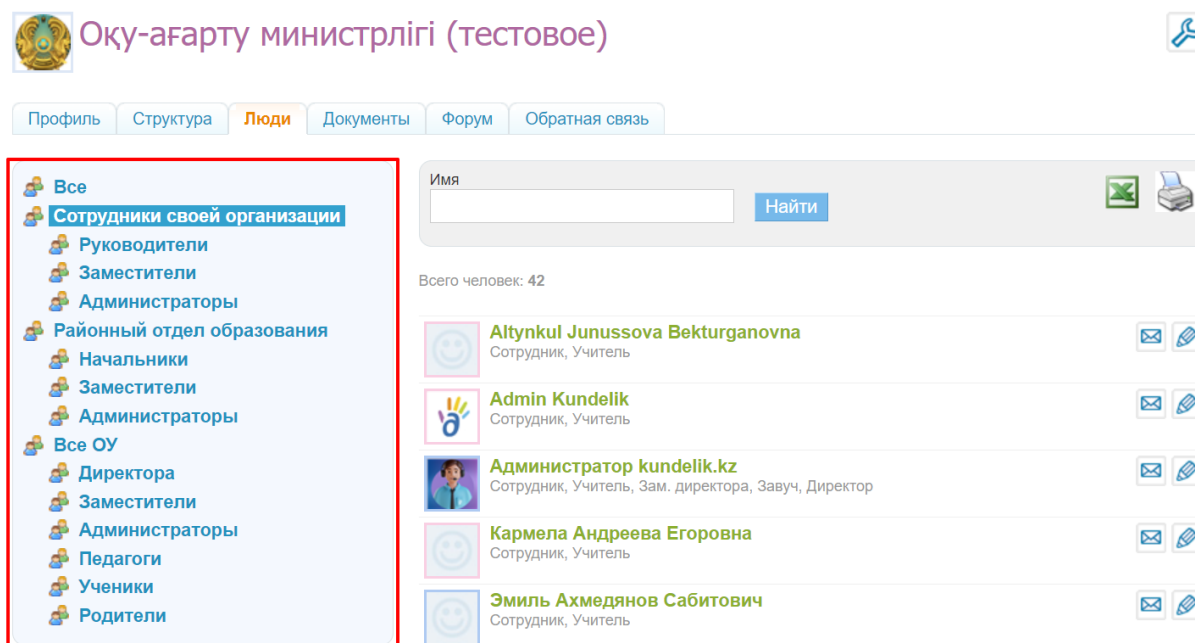 Оқу-ағарту министрлігі (тестовое)
Профиль Структура Люди Документы Форум Обратная связь
Все
Сотрудники своей организации
Руководители
Заместители
Администраторы
Районный отдел образования
Начальники
Заместители
Администраторы
Все ОУ
Директора
Заместители
Администраторы
Педагоги
Ученики
Родители
Имя
Найти
Всего человек: 42
Altynkul Junussova Bekturganovna
Сотрудник, Учитель
Admin Kundelik
Сотрудник, Учитель
Администратор kundelik.kz
Сотрудник, Учитель, Зам. директора, Завуч, Директор
Кармела Андреева Егоровна
Сотрудник, Учитель
Эмиль Ахмедянов Сабитович
Сотрудник, Учитель